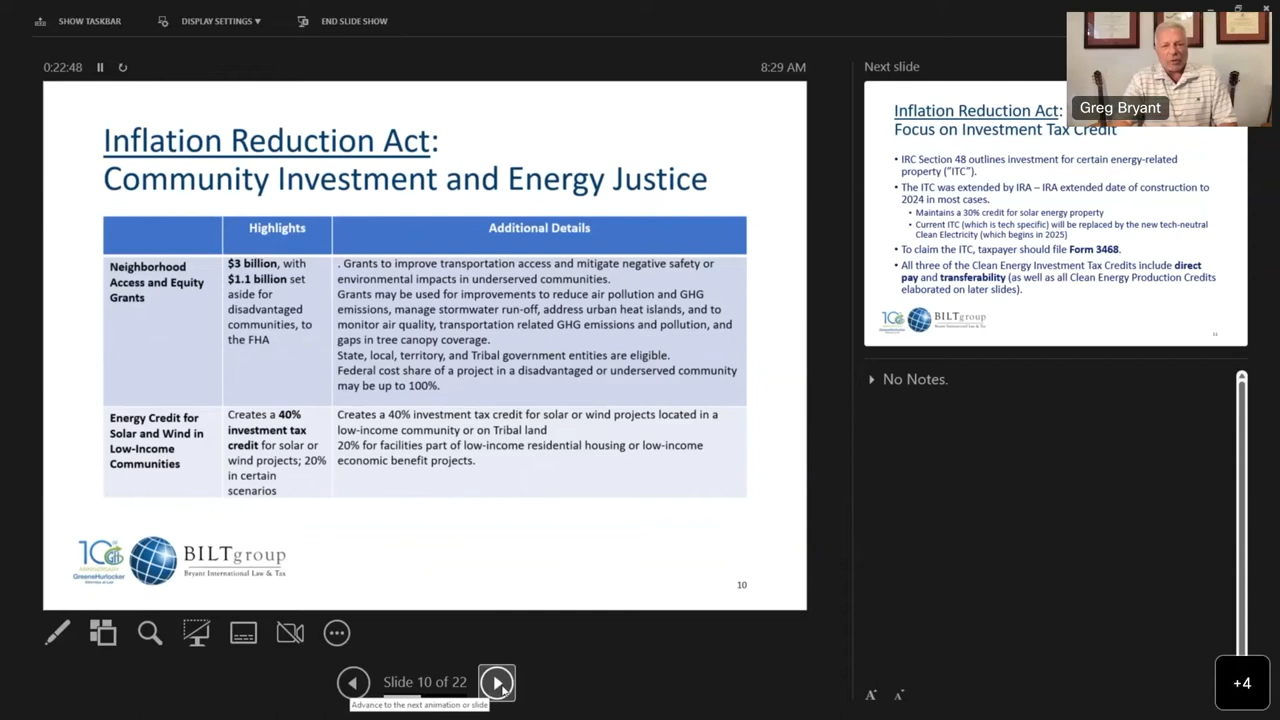 SHOW TASKBAR
DISPLAY SETTINGS
END SLIDE SHOW
0:22:48
8:29 AM
Inflation Reduction Act:
Community Investment and Energy Justice
Highlights
Additional Details
Neighborhood
Access and Equity
Grants
$3 billion, with
$1.1 billion set
aside for
disadvantaged
communities, to
the FHA
. Grants to improve transportation access and mitigate negative safety or
environmental impacts in underserved communities.
Grants may be used for improvements to reduce air pollution and GHG
emissions, manage stormwater run-off, address urban heat islands, and to
monitor air quality, transportation related GHG emissions and pollution, and
gaps in tree canopy coverage.
State, local, territory, and Tribal government entities are eligible.
Federal cost share of a project in a disadvantaged or underserved community
may be up to 100%.
Energy Credit for
Solar and Wind in
Low-Income
Communities
Creates a 40%
investment tax
credit for solar or
wind projects; 20%
in certain
scenarios
Creates a 40% investment tax credit for solar or wind projects located in a
low-income community or on Tribal land
20% for facilities part of low-income residential housing or low-income
economic benefit projects.
10
ANNIVERSARY
GreeneHurlocker
Attorneys at Law
BILTgroup
Bryant International Law & Tax
10
Slide 10 of 22
Advance to the next animation or slide
Next slide
Greg Bryant
Inflation Reduction Act:
Focus on Investment Tax Credit
• IRC Section 48 outlines investment for certain energy-related
property ("ITC").
• The ITC was extended by IRA – IRA extended date of construction to
2024 in most cases.
• Maintains a 30% credit for solar energy property
• Current ITC (which is tech specific) will be replaced by the new tech-neutral
Clean Electricity (which begins in 2025)
• To claim the ITC, taxpayer should file Form 3468.
• All three of the Clean Energy Investment Tax Credits include direct
pay and transferability (as well as all Clean Energy Production Credits
elaborated on later slides).
BILTgroup
Bryant International Law & Tax
11
No Notes.
A A
+4